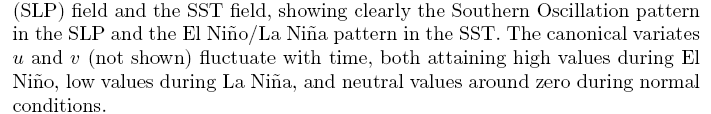 (SLP) field and the SST field, showing clearly the Southern Oscillation pattern
in the SLP and the El Niño/La Niña pattern in the SST. The canonical variates
u and v (not shown) fluctuate with time, both attaining high values during El
Niño, low values during La Niña, and neutral values around zero during normal
conditions.